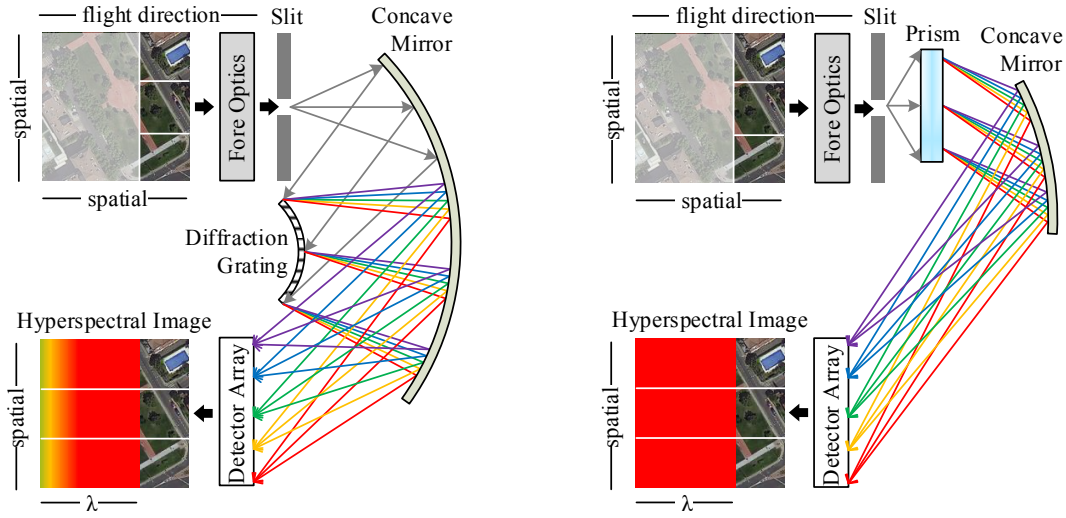 flight direction
Slit
Concave
Mirror
spatial
Fore Optics
spatial
Diffraction
Grating
Hyperspectral Image
spatial
Detector Array
λ
flight direction
Slit
Prism
Concave
Mirror
spatial
Fore Optics
spatial
Hyperspectral Image
spatial
Detector Array
λ